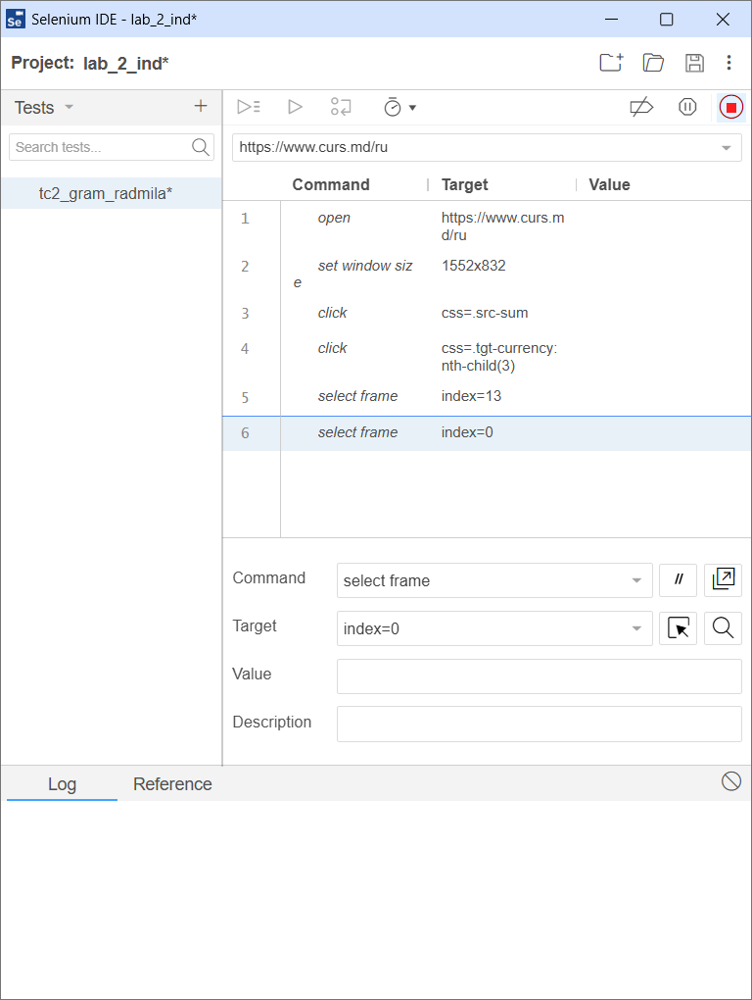 Selenium IDE - lab_2_ind*
Project: lab_2_ind*
Tests
https://www.curs.md/ru
Search tests...
tc2_gram_radmila*
Command Target Value
1 open https://www.curs.m
d/ru
2 set window siz 1552x832
e
3 click css=.src-sum
4 click css=.tgt-currency:
nth-child(3)
5 select frame index=13
6 select frame index=0
Command select frame //
Target index=0
Value
Description
Log Reference